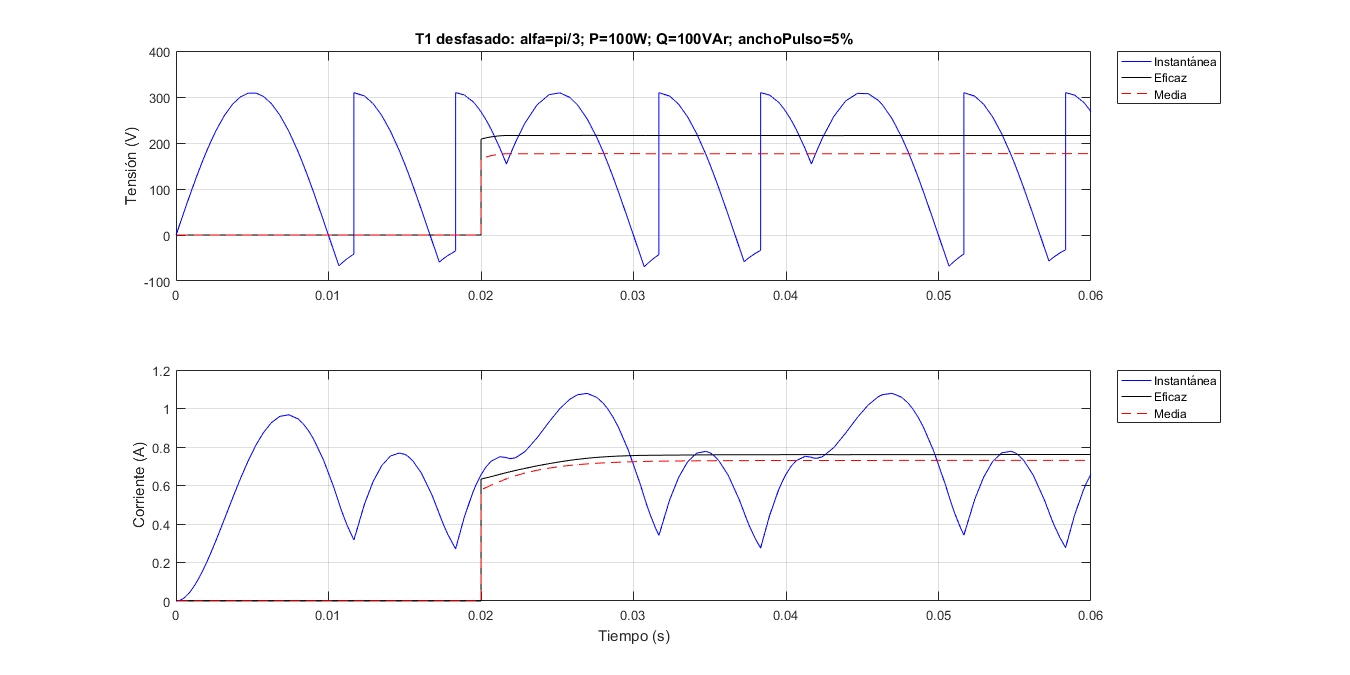 T1 desfasado: alfa=pi/3; P=100W; Q=100VAr; anchoPulso=5%
400
300
200
100
0
-100
Tensión (V)
0 0.01 0.02 0.03 0.04 0.05 0.06
Instantánea
Eficaz
Media
1.2
1
0.8
0.6
0.4
0.2
0
Corriente (A)
0 0.01 0.02 0.03 0.04 0.05 0.06
Tiempo (s)
Instantánea
Eficaz
Media